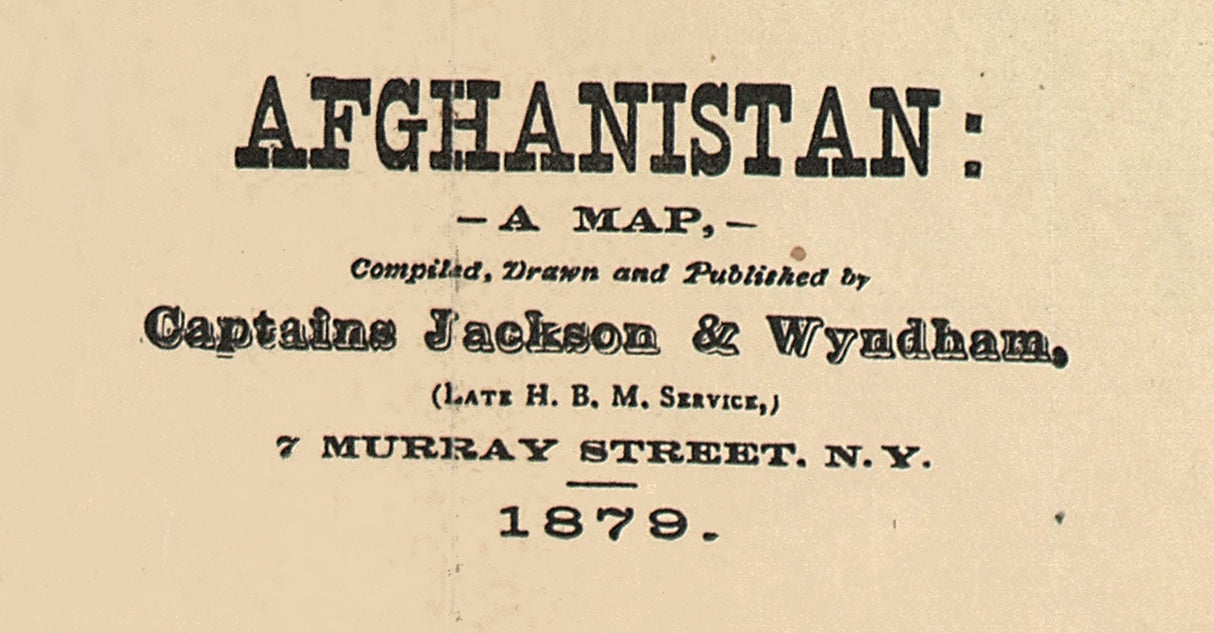 AFGHANISTAN:
—A MAP,—
Compiled, Drawn and Published by
Captains Jackson & Wyndham,
(LATE H. B. M. SERVICE,)
7 MURRAY STREET. N.Y.
1879.